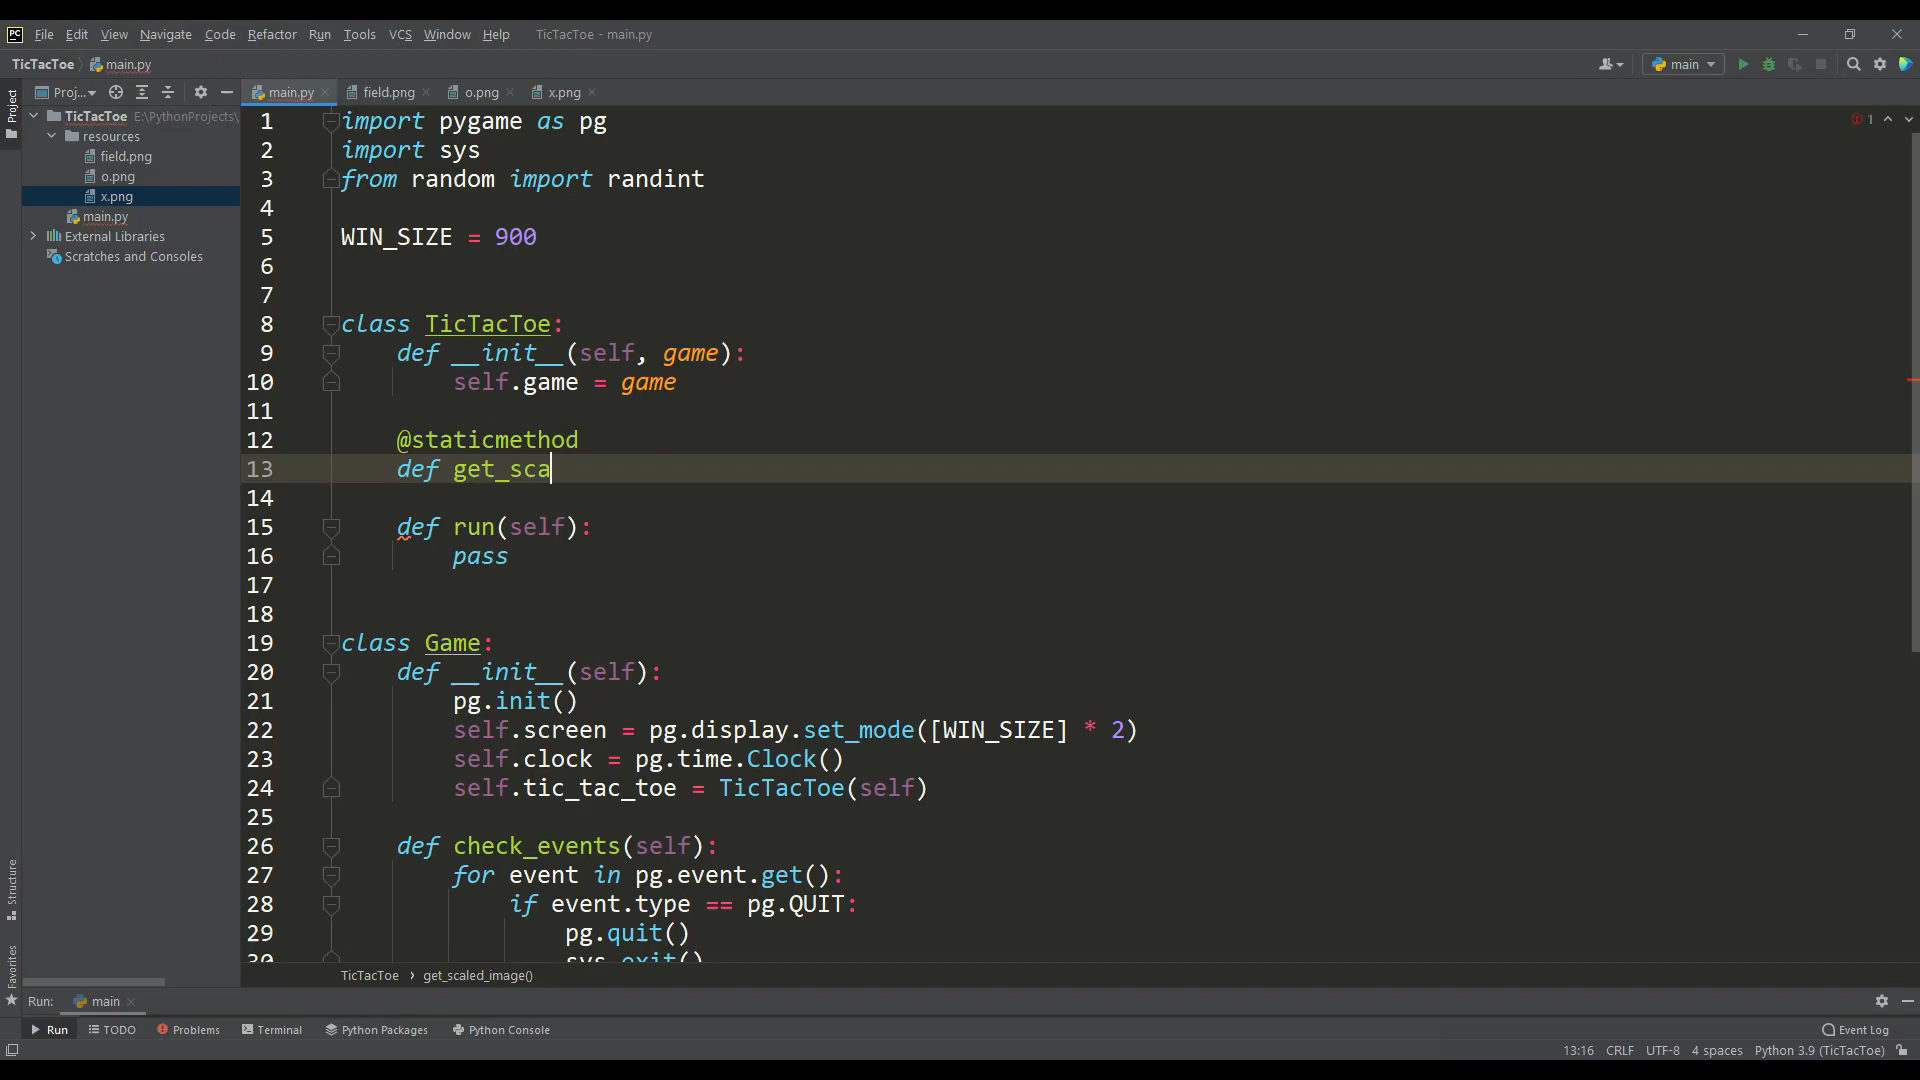 PC File Edit View Navigate Code Refactor Run Tools VCS Window Help TicTacToe - main.py
TicTacToe main.py main
Project Proj... main.py field.png o.png x.png
TicTacToe E:\PythonProjects\
resources
field.png
o.png
x.png
main.py
External Libraries
Scratches and Consoles
1 import pygame as pg
2 import sys
3 from random import randint
4
5 WIN_SIZE = 900
6
7
8 class TicTacToe:
9 def __init__(self, game):
10 self.game = game
11
12 @staticmethod
13 def get_sca
14
15 def run(self):
16 pass
17
18
19 class Game:
20 def __init__(self):
21 pg.init()
22 self.screen = pg.display.set_mode([WIN_SIZE] * 2)
23 self.clock = pg.time.Clock()
24 self.tic_tac_toe = TicTacToe(self)
25
26 def check_events(self):
27 for event in pg.event.get():
28 if event.type == pg.QUIT:
29 pg.quit()
30 sys.exit()
1
Structure
Favorites
TicTacToe get_scaled_image()
Run: main
Run TODO Problems Terminal Python Packages Python Console Event Log
13:16 CRLF UTF-8 4 spaces Python 3.9 (TicTacToe)